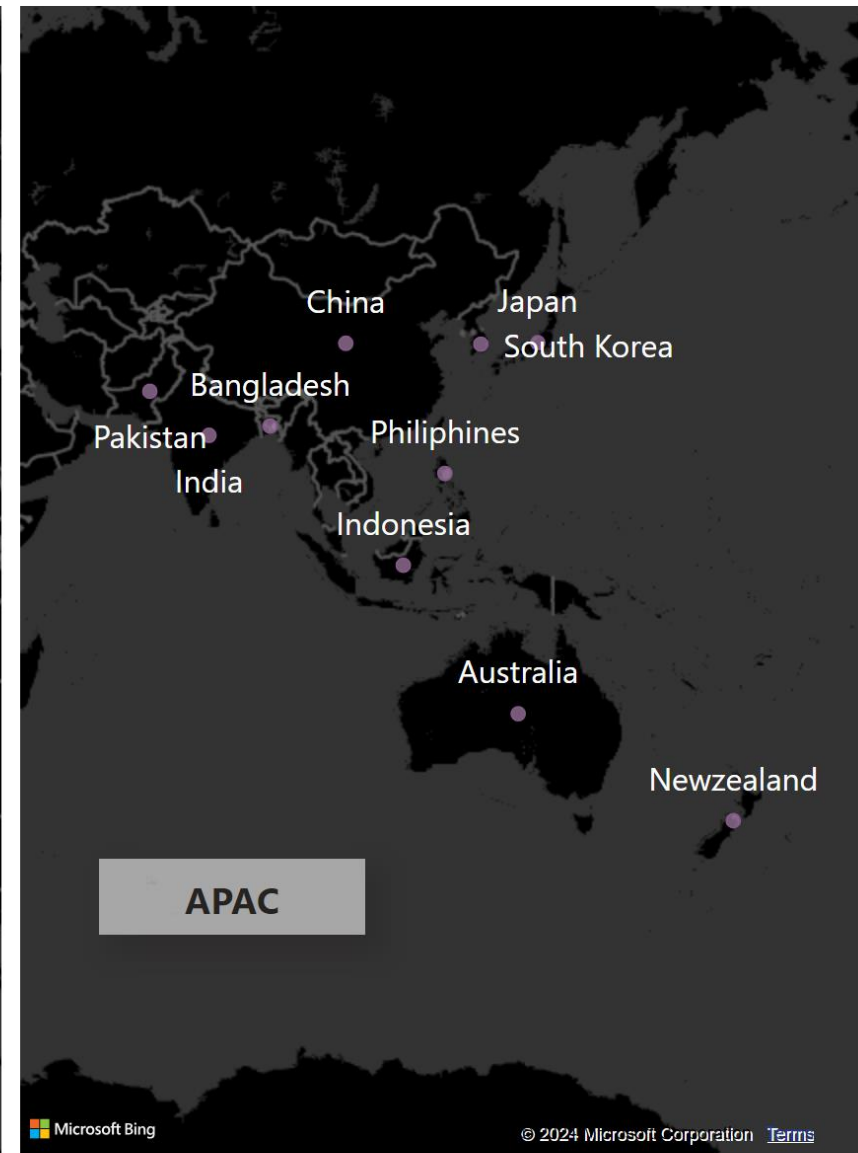 China
Japan
South Korea
Bangladesh
Pakistan
Philiphines
India
Indonesia
Australia
Newzealand
APAC
Microsoft Bing
© 2024 Microsoft Corporation Terms